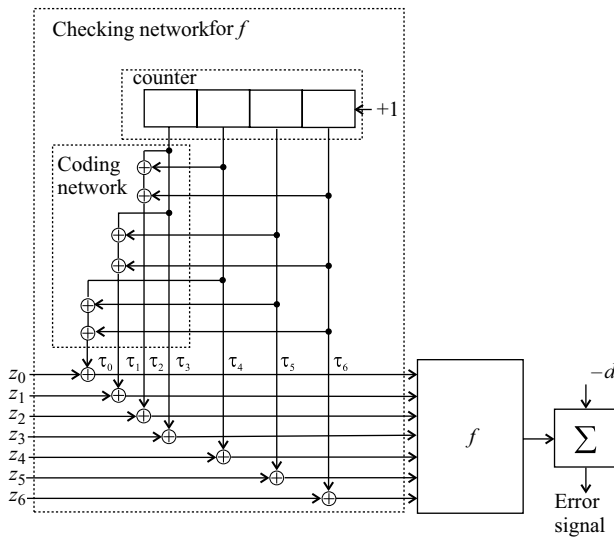 Checking networkfor f
counter
+1
Coding
network
τ0 τ1 τ2 τ3 τ4 τ5 τ6
z0
z1
z2
z3
z4
z5
z6
f
–d
Σ
Error
signal